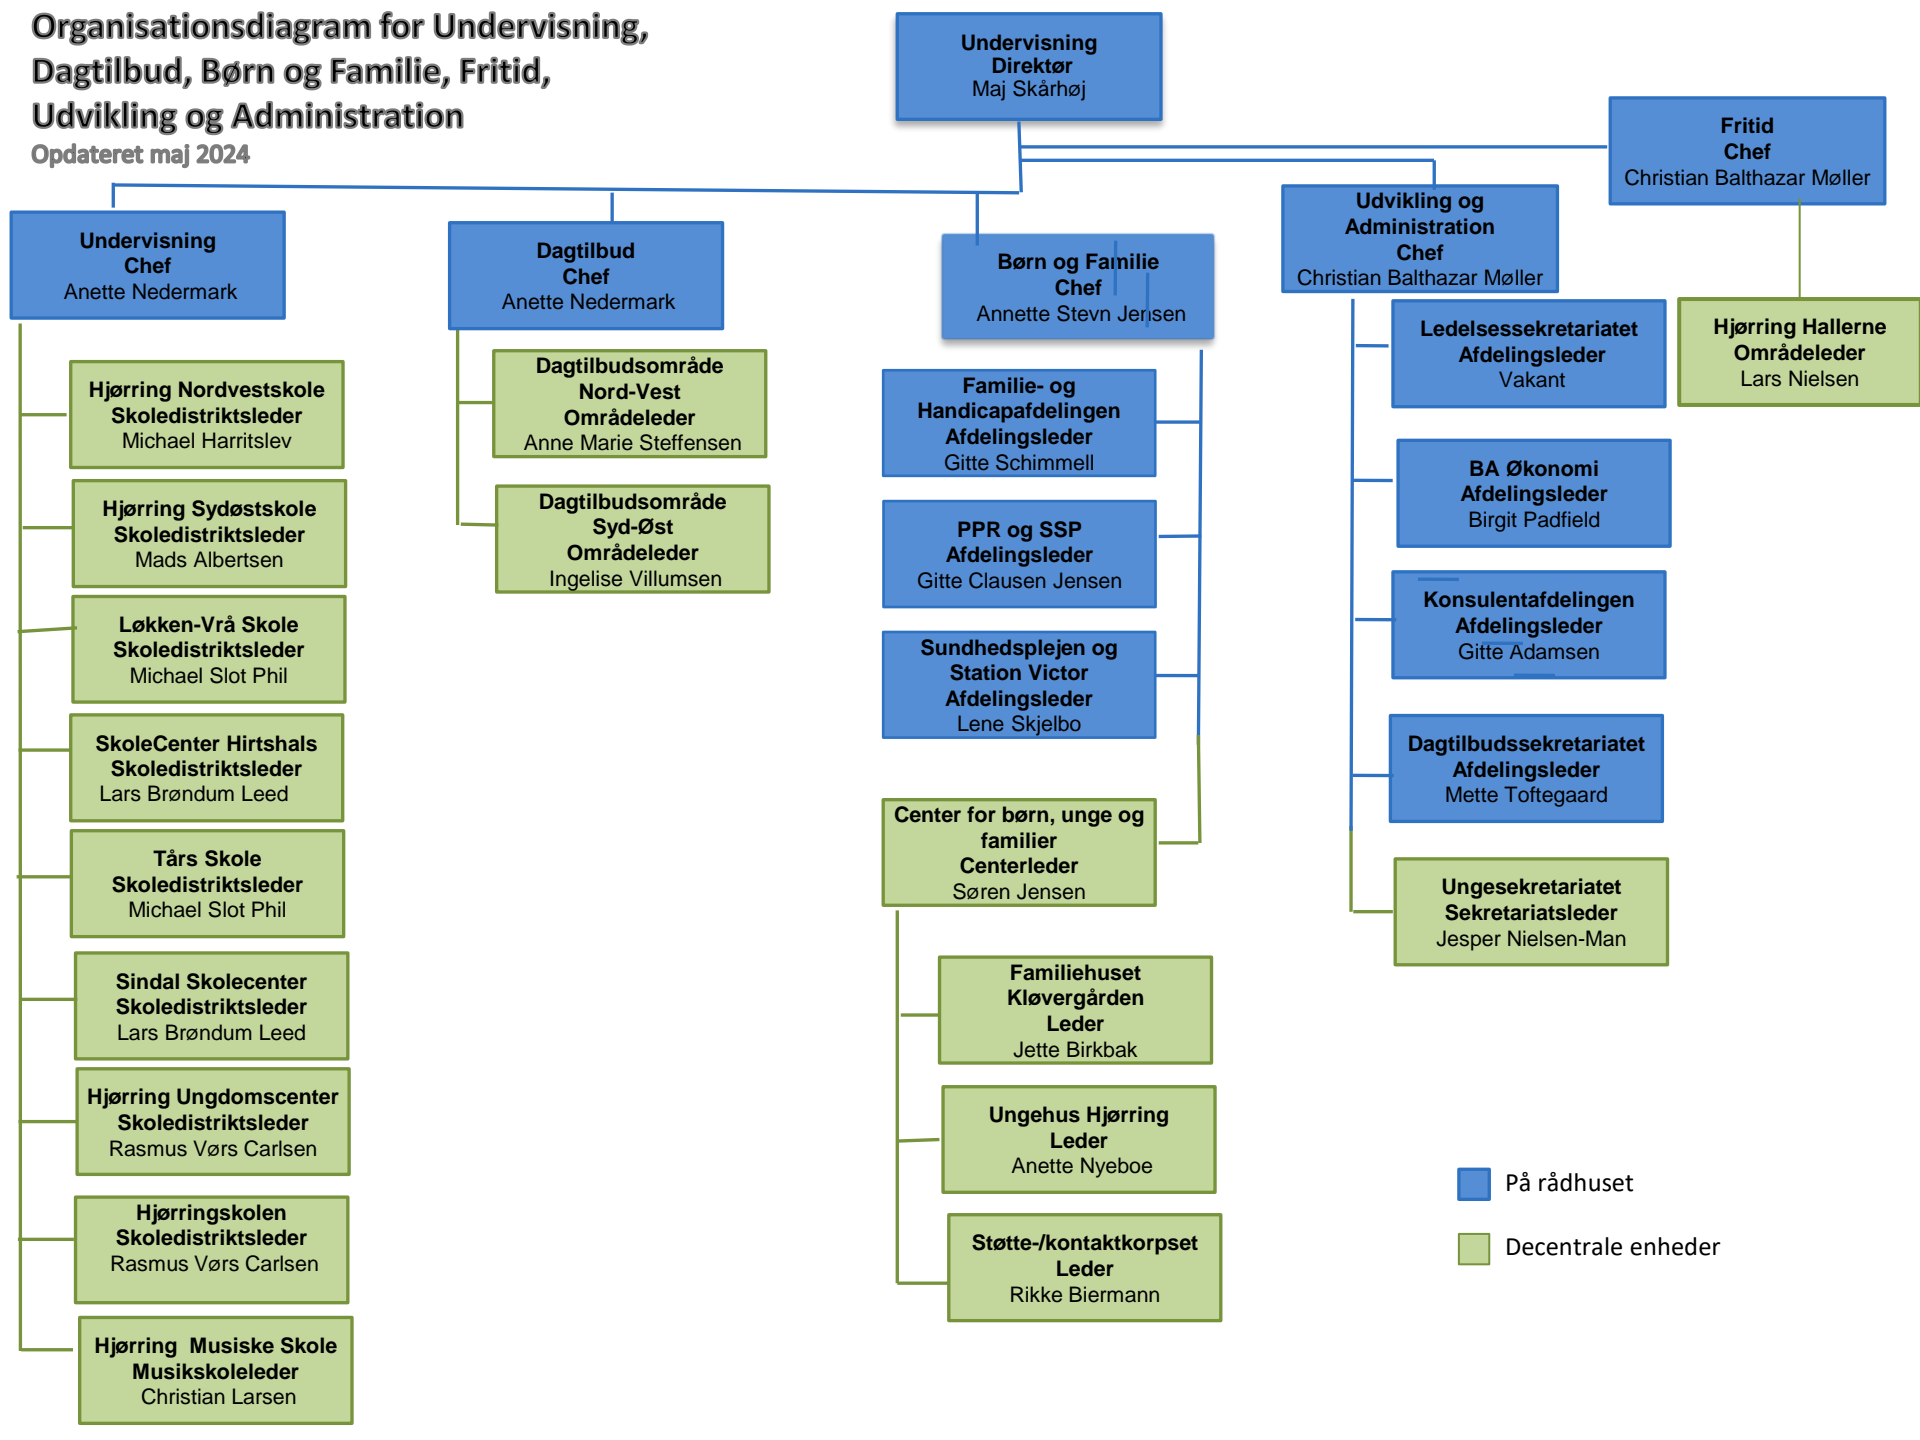 Organisationsdiagram for Undervisning,
Dagtilbud, Børn og Familie, Fritid,
Udvikling og Administration
Opdateret maj 2024
Undervisning
Direktør
Maj Skårhøj
Fritid
Chef
Christian Balthazar Møller
Undervisning
Chef
Anette Nedermark
Dagtilbud
Chef
Anette Nedermark
Børn og Familie
Chef
Annette Stevn Jensen
Udvikling og
Administration
Chef
Christian Balthazar Møller
Hjørring Nordvestskole
Skoledistriktsleder
Michael Harritslev
Hjørring Sydøstskole
Skoledistriktsleder
Mads Albertsen
Løkken-Vrå Skole
Skoledistriktsleder
Michael Slot Phil
SkoleCenter Hirtshals
Skoledistriktsleder
Lars Brøndum Leed
Tårs Skole
Skoledistriktsleder
Michael Slot Phil
Sindal Skolecenter
Skoledistriktsleder
Lars Brøndum Leed
Hjørring Ungdomscenter
Skoledistriktsleder
Rasmus Vørs Carlsen
Hjørringskolen
Skoledistriktsleder
Rasmus Vørs Carlsen
Hjørring  Musiske Skole
Musikskoleleder
Christian Larsen
Dagtilbudsområde
Nord-Vest
Områdeleder
Anne Marie Steffensen
Dagtilbudsområde
Syd-Øst
Områdeleder
Ingelise Villumsen
Familie- og
Handicapafdelingen
Afdelingsleder
Gitte Schimmell
PPR og SSP
Afdelingsleder
Gitte Clausen Jensen
Sundhedsplejen og
Station Victor
Afdelingsleder
Lene Skjelbo
Center for børn, unge og
familier
Centerleder
Søren Jensen
Familiehuset
Kløvergården
Leder
Jette Birkbak
Ungehus Hjørring
Leder
Anette Nyeboe
Støtte-/kontaktkorpset
Leder
Rikke Biermann
Ledelsessekretariatet
Afdelingsleder
Vakant
BA Økonomi
Afdelingsleder
Birgit Padfield
Konsulentafdelingen
Afdelingsleder
Gitte Adamsen
Dagtilbudssekretariatet
Afdelingsleder
Mette Toftegaard
Ungesekretariatet
Sekretariatsleder
Jesper Nielsen-Man
Hjørring Hallerne
Områdeleder
Lars Nielsen
På rådhuset
Decentrale enheder